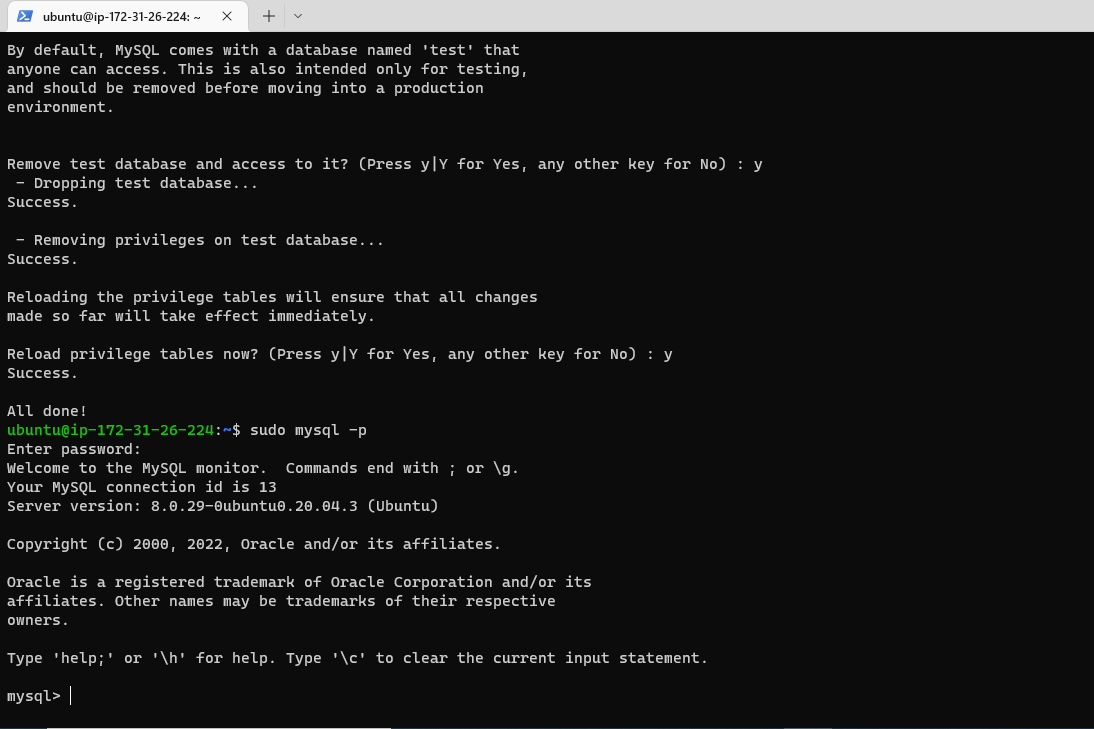 ubuntu@ip-172-31-26-224: ~
By default, MySQL comes with a database named 'test' that
anyone can access. This is also intended only for testing,
and should be removed before moving into a production
environment.
Remove test database and access to it? (Press y|Y for Yes, any other key for No) : y
 - Dropping test database...
Success.
 - Removing privileges on test database...
Success.
Reloading the privilege tables will ensure that all changes
made so far will take effect immediately.
Reload privilege tables now? (Press y|Y for Yes, any other key for No) : y
Success.
All done!
ubuntu@ip-172-31-26-224:~$ sudo mysql -p
Enter password:
Welcome to the MySQL monitor.  Commands end with ; or \g.
Your MySQL connection id is 13
Server version: 8.0.29-0ubuntu0.20.04.3 (Ubuntu)
Copyright (c) 2000, 2022, Oracle and/or its affiliates.
Oracle is a registered trademark of Oracle Corporation and/or its
affiliates. Other names may be trademarks of their respective
owners.
Type 'help;' or '\h' for help. Type '\c' to clear the current input statement.
mysql>